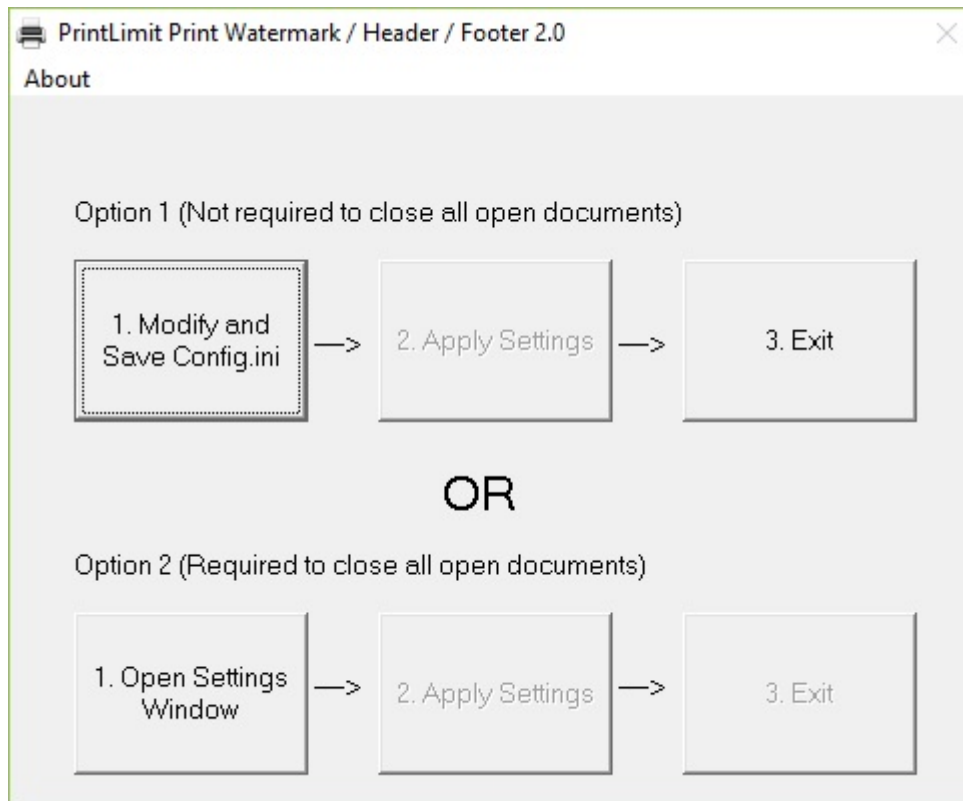 PrintLimit Print Watermark / Header / Footer 2.0
About
Option 1 (Not required to close all open documents)
1. Modify and
Save Config.ini
—>
2. Apply Settings
—>
3. Exit
OR
Option 2 (Required to close all open documents)
1. Open Settings
Window
—>
2. Apply Settings
—>
3. Exit